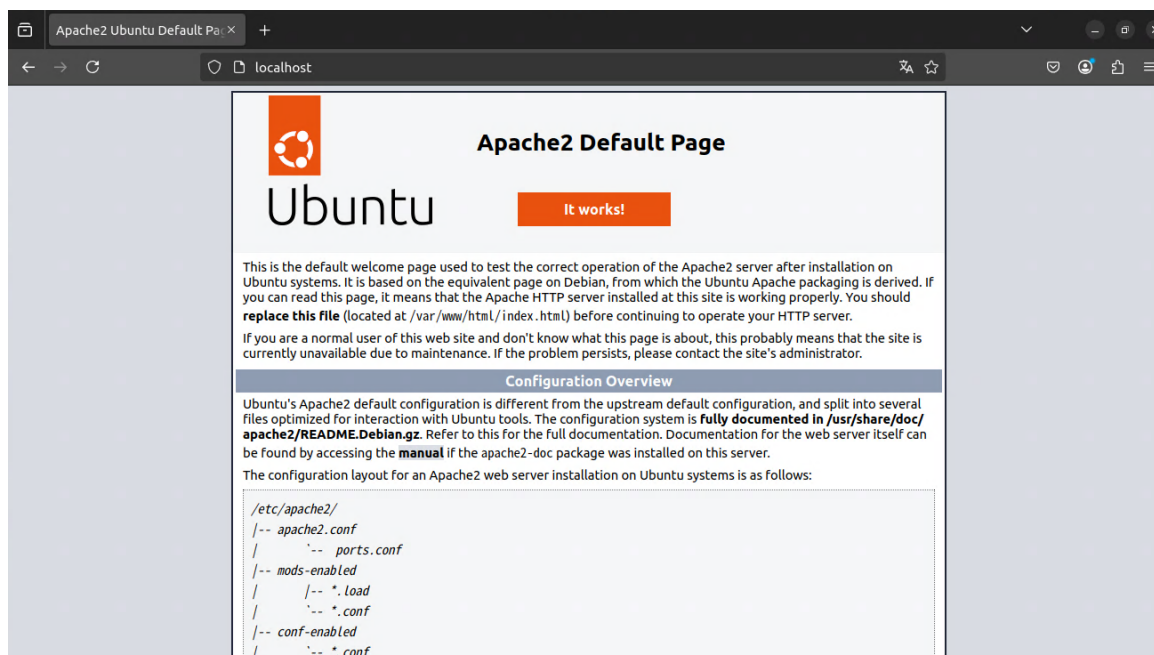 Apache2 Ubuntu Default Pag
localhost
Ubuntu
Apache2 Default Page
It works!
This is the default welcome page used to test the correct operation of the Apache2 server after installation on
Ubuntu systems. It is based on the equivalent page on Debian, from which the Ubuntu Apache packaging is derived. If
you can read this page, it means that the Apache HTTP server installed at this site is working properly. You should
replace this file (located at /var/www/html/index.html) before continuing to operate your HTTP server.
If you are a normal user of this web site and don't know what this page is about, this probably means that the site is
currently unavailable due to maintenance. If the problem persists, please contact the site's administrator.
Configuration Overview
Ubuntu's Apache2 default configuration is different from the upstream default configuration, and split into several
files optimized for interaction with Ubuntu tools. The configuration system is fully documented in /usr/share/doc/
apache2/README.Debian.gz. Refer to this for the full documentation. Documentation for the web server itself can
be found by accessing the manual if the apache2-doc package was installed on this server.
The configuration layout for an Apache2 web server installation on Ubuntu systems is as follows:
/etc/apache2/
|-- apache2.conf
|       `--  ports.conf
|-- mods-enabled
|       |-- *.load
|       `-- *.conf
|-- conf-enabled
|       `-- *.conf